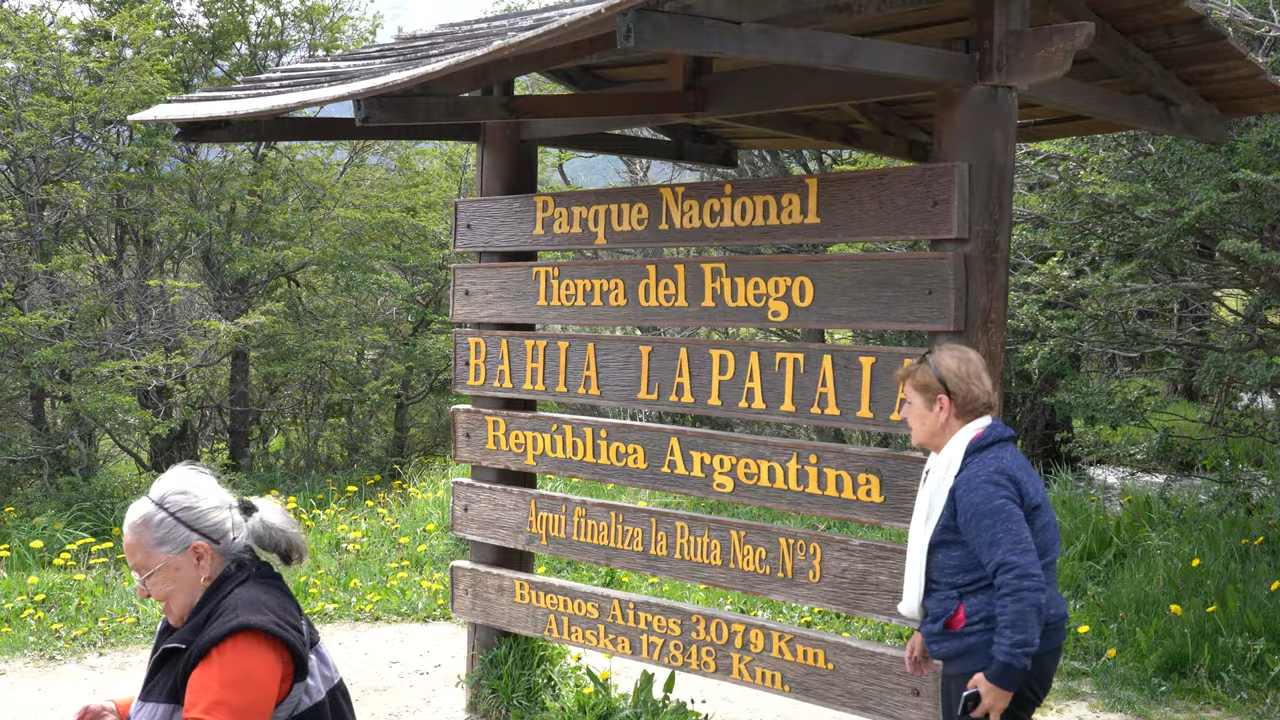 Parque Nacional
Tierra del Fuego
BAHIA LAPATAIA
República Argentina
Aqui finaliza la Ruta Nac. Nº3
Buenos Aires 3.079 Km.
Alaska 17.848 Km.